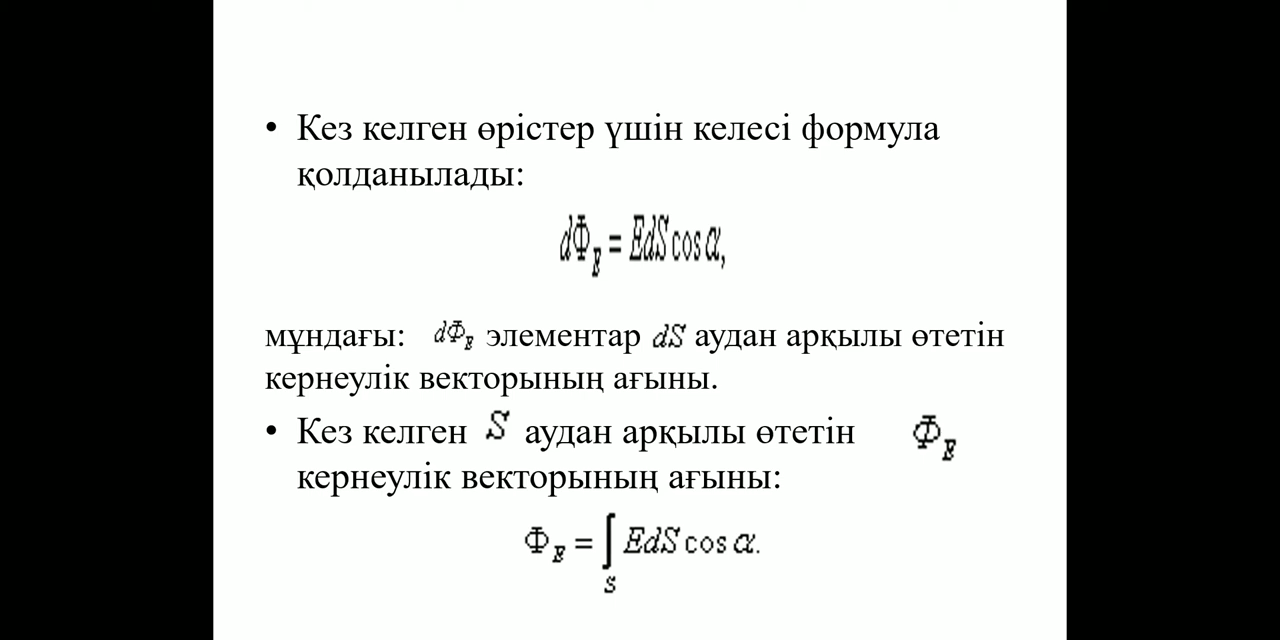 • Кез келген өрістер үшін келесі формула
қолданылады:
dΦ_E = EdS cos α,
мұндағы: dΦ_E элементар dS аудан арқылы өтетін
кернеулік векторының ағыны.
• Кез келген S аудан арқылы өтетін Φ_E
кернеулік векторының ағыны:
Φ_E = ∫_S EdS cos α.